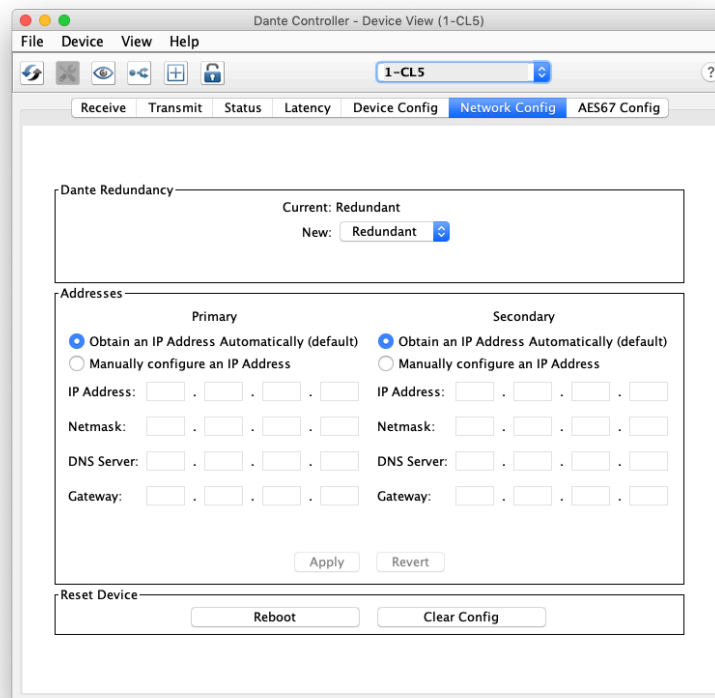 Dante Controller - Device View (1-CL5)
File Device View Help
1-CL5
?
Receive Transmit Status Latency Device Config Network Config AES67 Config
Dante Redundancy
Current: Redundant
New: Redundant
Addresses
Primary Secondary
Obtain an IP Address Automatically (default) Obtain an IP Address Automatically (default)
Manually configure an IP Address Manually configure an IP Address
IP Address: . . . IP Address: . . .
Netmask: . . . Netmask: . . .
DNS Server: . . . DNS Server: . . .
Gateway: . . . Gateway: . . .
Apply Revert
Reset Device
Reboot Clear Config